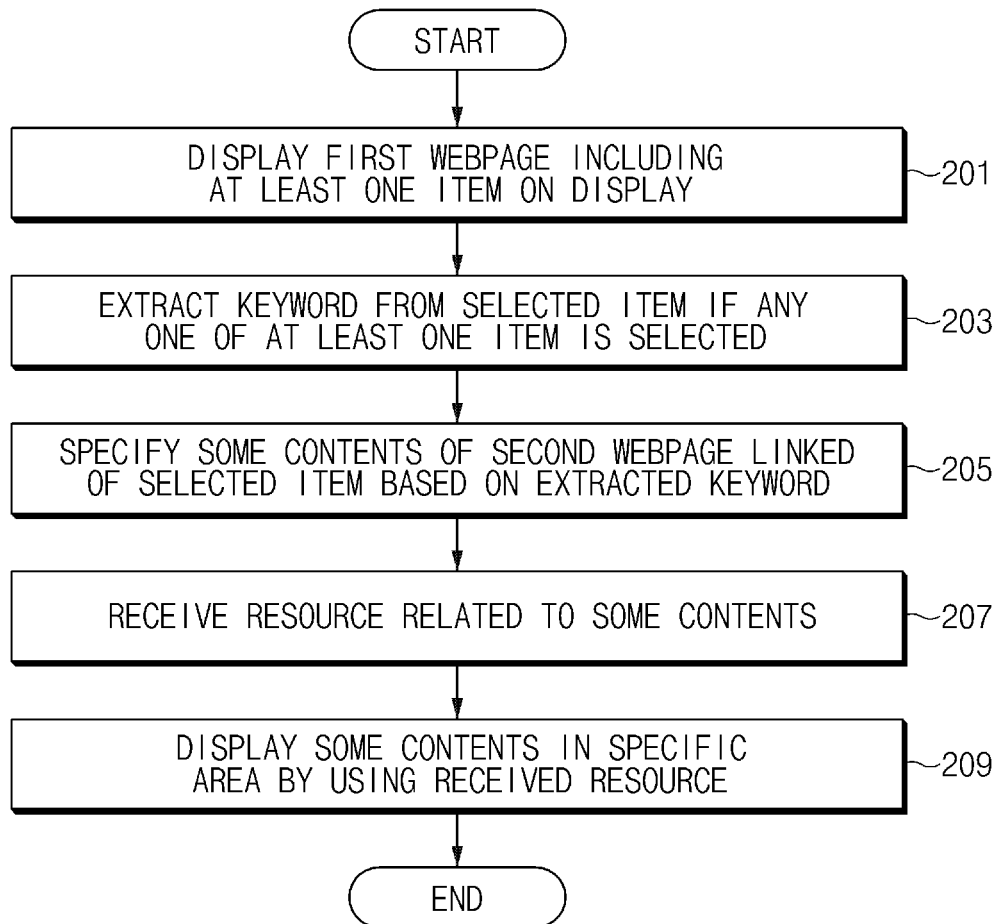 START
DISPLAY FIRST WEBPAGE INCLUDING
AT LEAST ONE ITEM ON DISPLAY
201
EXTRACT KEYWORD FROM SELECTED ITEM IF ANY
ONE OF AT LEAST ONE ITEM IS SELECTED
203
SPECIFY SOME CONTENTS OF SECOND WEBPAGE LINKED
OF SELECTED ITEM BASED ON EXTRACTED KEYWORD
205
RECEIVE RESOURCE RELATED TO SOME CONTENTS
207
DISPLAY SOME CONTENTS IN SPECIFIC
AREA BY USING RECEIVED RESOURCE
209
END